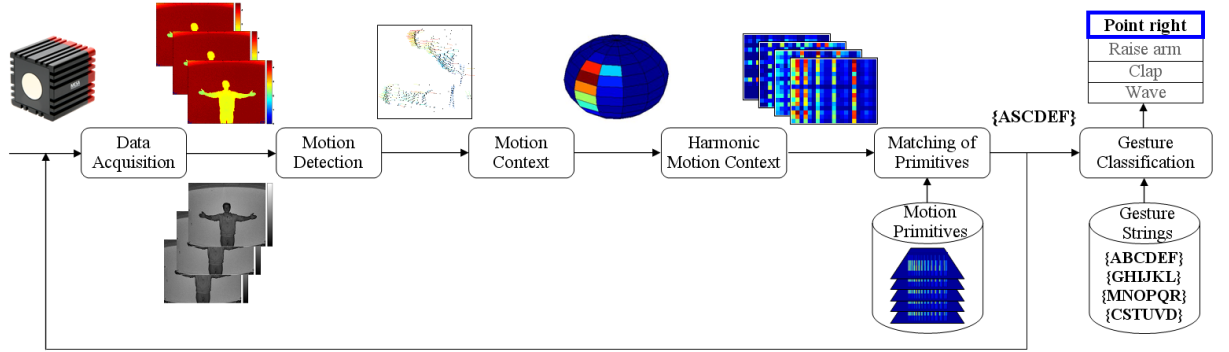 Point right
Raise arm
Clap
Wave
{ASCDEF}
Data
Acquisition
Motion
Detection
Motion
Context
Harmonic
Motion Context
Matching of
Primitives
Gesture
Classification
Motion
Primitives
Gesture
Strings
{ABCDEF}
{GHIJKL}
{MNOPQR}
{CSTUVD}